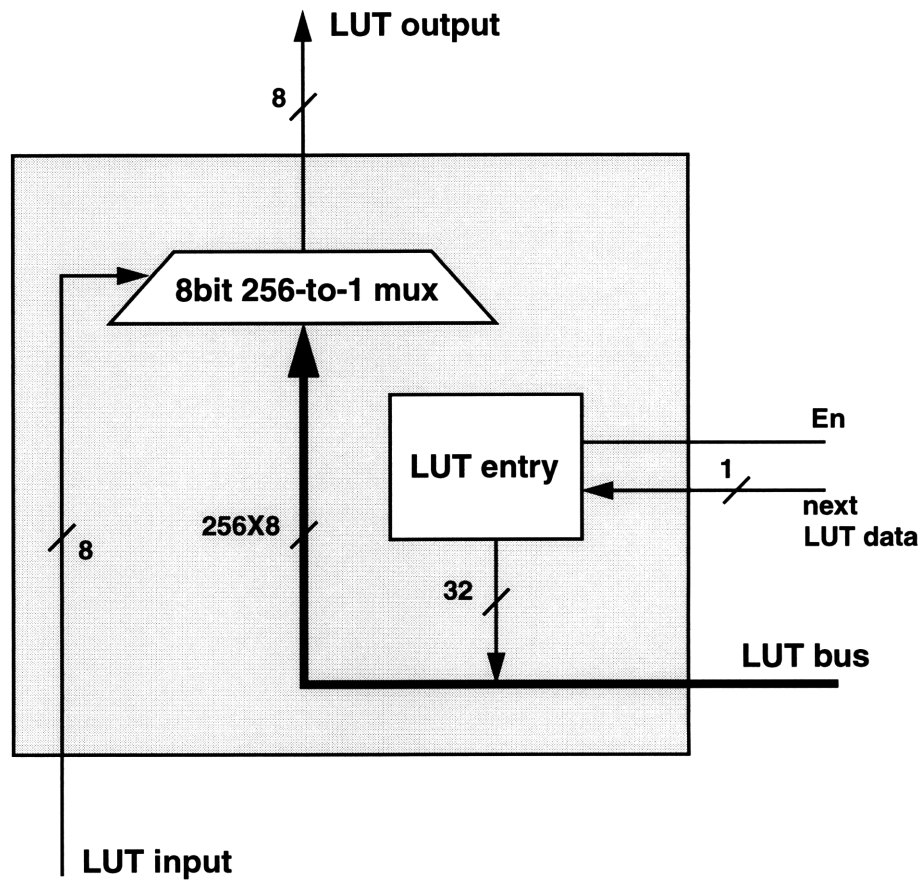 LUT output
8
8bit 256-to-1 mux
En
LUT entry
1
next
LUT data
256X8
8
32
LUT bus
LUT input